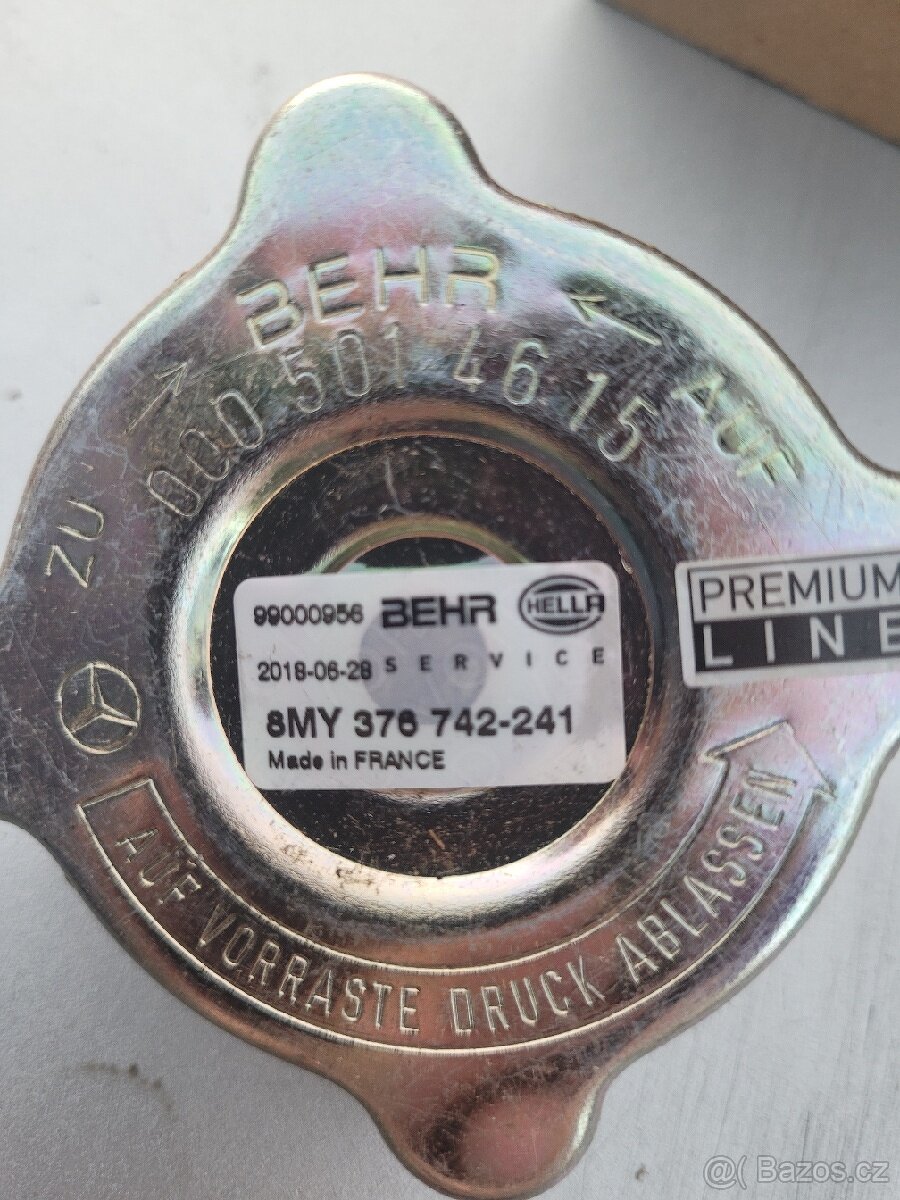 BEHR
ZU
AUF
000 501 46 15
99000956 BEHR HELLA
2018-06-28 SERVICE
8MY 376 742-241
Made in FRANCE
PREMIUM
LINE
AUF VORRASTE DRUCK ABLASSEN
@( Bazos.cz